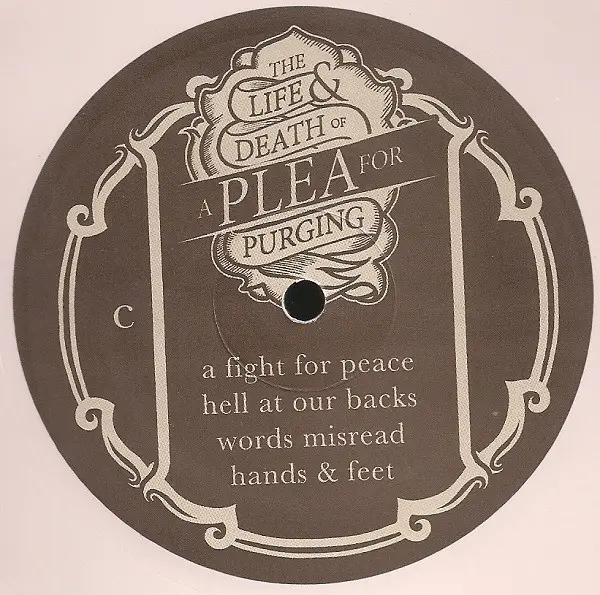 THE
LIFE &
DEATH OF
A PLEA FOR
PURGING
C
a fight for peace
hell at our backs
words misread
hands & feet